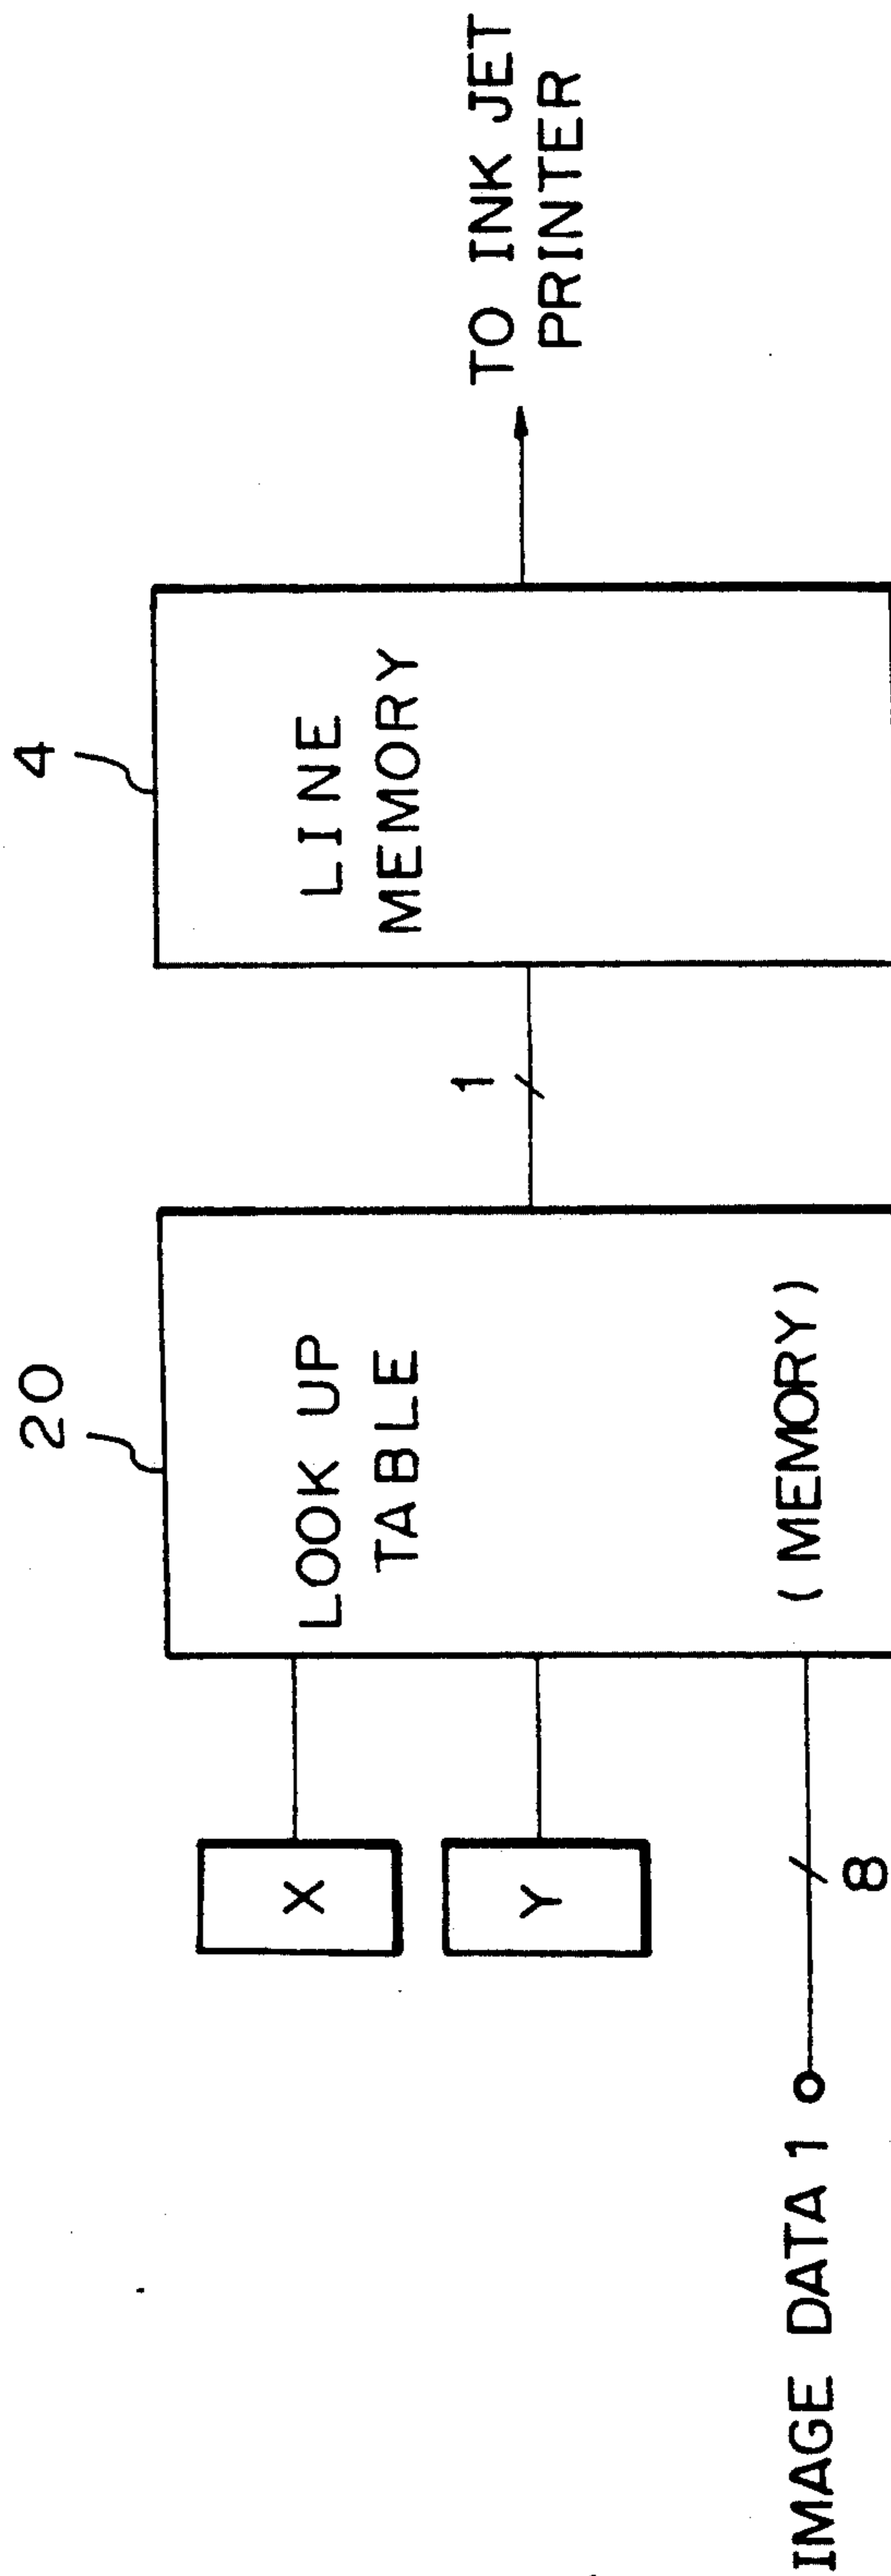 20
4
X
Y
LOOK UP
TABLE
(MEMORY)
1
LINE
MEMORY
TO INK JET
PRINTER
8
IMAGE DATA 1